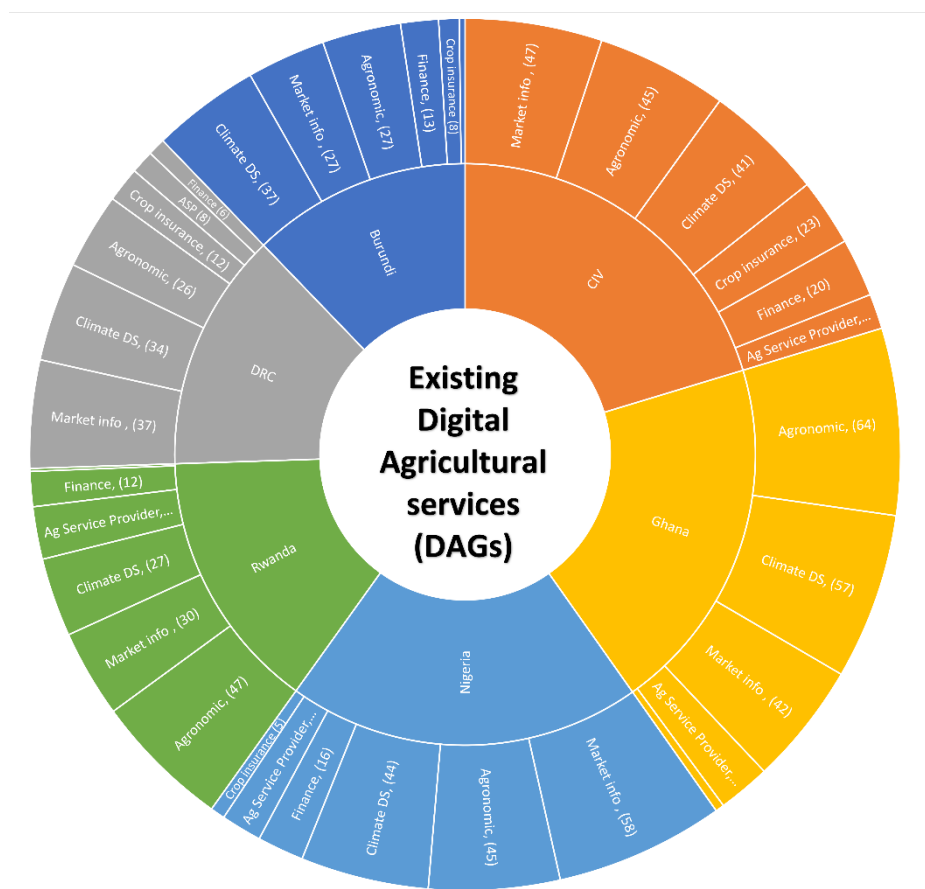 Existing
Digital
Agricultural
services
(DAGs)
CIV
Market info , (47)
Agronomic, (45)
Climate DS, (41)
Crop insurance, (23)
Finance, (20)
Ag Service Provider,...
Ghana
Agronomic, (64)
Climate DS, (57)
Market info , (42)
Ag Service Provider,...
Nigeria
Market info , (58)
Agronomic, (45)
Climate DS, (44)
Finance, (16)
Ag Service Provider,...
Crop insurance (5)
Rwanda
Agronomic, (47)
Market info , (30)
Climate DS, (27)
Ag Service Provider,...
Finance, (12)
DRC
Market info , (37)
Climate DS, (34)
Agronomic, (26)
Crop insurance, (12)
ASP (8)
Finance (6)
Burundi
Climate DS, (37)
Market info , (27)
Agronomic, (27)
Finance, (13)
Crop insurance (8)